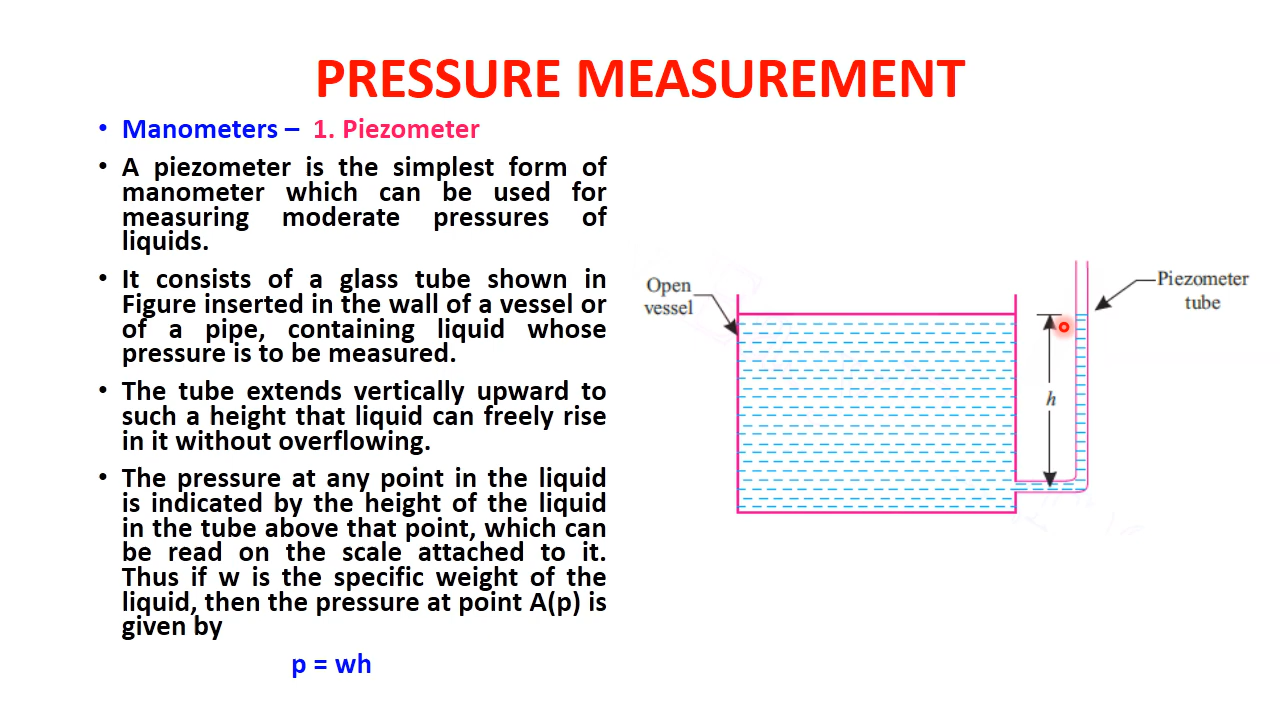 PRESSURE MEASUREMENT
• Manometers – 1. Piezometer
• A piezometer is the simplest form of
manometer which can be used for
measuring moderate pressures of
liquids.
• It consists of a glass tube shown in
Figure inserted in the wall of a vessel or
of a pipe, containing liquid whose
pressure is to be measured.
• The tube extends vertically upward to
such a height that liquid can freely rise
in it without overflowing.
• The pressure at any point in the liquid
is indicated by the height of the liquid
in the tube above that point, which can
be read on the scale attached to it.
Thus if w is the specific weight of the
liquid, then the pressure at point A(p) is
given by
p = wh
Open
vessel
Piezometer
tube
h